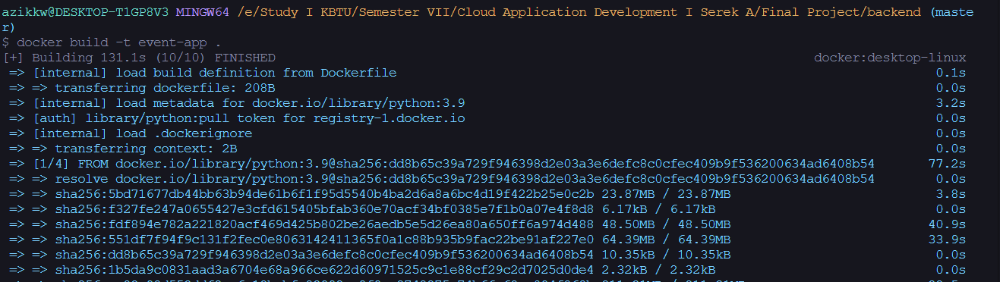 azikkw@DESKTOP-T1GP8V3 MINGW64 /e/Study I KBTU/Semester VII/Cloud Application Development I Serek A/Final Project/backend (maste
r)
$ docker build -t event-app .
[+] Building 131.1s (10/10) FINISHED docker:desktop-linux
=> [internal] load build definition from Dockerfile 0.1s
=> => transferring dockerfile: 208B 0.0s
=> [internal] load metadata for docker.io/library/python:3.9 3.2s
=> [auth] library/python:pull token for registry-1.docker.io 0.0s
=> [internal] load .dockerignore 0.0s
=> => transferring context: 2B 0.0s
=> [1/4] FROM docker.io/library/python:3.9@sha256:dd8b65c39a729f946398d2e03a3e6defc8c0cfec409b9f536200634ad6408b54 77.2s
=> => resolve docker.io/library/python:3.9@sha256:dd8b65c39a729f946398d2e03a3e6defc8c0cfec409b9f536200634ad6408b54 0.0s
=> => sha256:5bd71677db44bb63b94de61b6f1f95d5540b4ba2d6a8a6bc4d19f422b25e0c2b 23.87MB / 23.87MB 3.8s
=> => sha256:f327fe247a0655427e3cfd615405bfab360e70acf34bf0385e7f1b0a07e4f8d8 6.17kB / 6.17kB 0.0s
=> => sha256:fdf894e782a221820acf469d425b802be26aedb5e5d26ea80a650ff6a974d488 48.50MB / 48.50MB 40.9s
=> => sha256:551df7f94f9c131f2fec0e8063142411365f0a1c88b935b9fac22be91af227e0 64.39MB / 64.39MB 33.9s
=> => sha256:dd8b65c39a729f946398d2e03a3e6defc8c0cfec409b9f536200634ad6408b54 10.35kB / 10.35kB 0.0s
=> => sha256:1b5da9c0831aad3a6704e68a966ce622d60971525c9c1e88cf29c2d7025d0de4 2.32kB / 2.32kB 0.0s